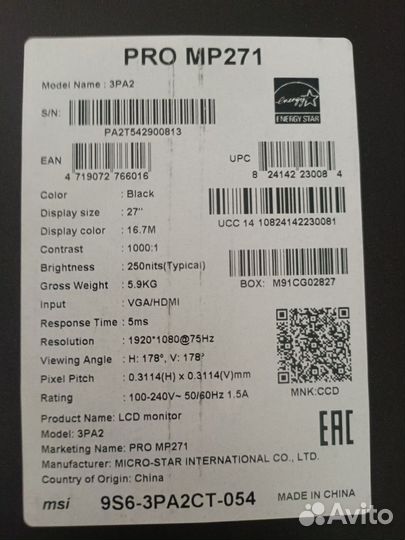 PRO MP271
Model Name : 3PA2
S/N:
PA2T542900813
energy
ENERGY STAR
EAN
4 719072 766016
UPC
8 24142 23008 4
UCC 14 10824142230081
Color : Black
Display size : 27"
Display color : 16.7M
Contrast : 1000:1
Brightness : 250nits(Typical)
Gross Weight : 5.9KG
Input : VGA/HDMI
Response Time : 5ms
Resolution : 1920*1080@75Hz
Viewing Angle : H: 178°, V: 178°
Pixel Pitch : 0.3114(H) x 0.3114(V)mm
Rating : 100-240V~ 50/60Hz 1.5A
BOX: M91CG02827
MNK:CCD
Product Name: LCD monitor
Model: 3PA2
Marketing Name: PRO MP271
Manufacturer: MICRO-STAR INTERNATIONAL CO., LTD.
Country of Origin: China
EAC
msi 9S6-3PA2CT-054 MADE IN CHINA
Avito